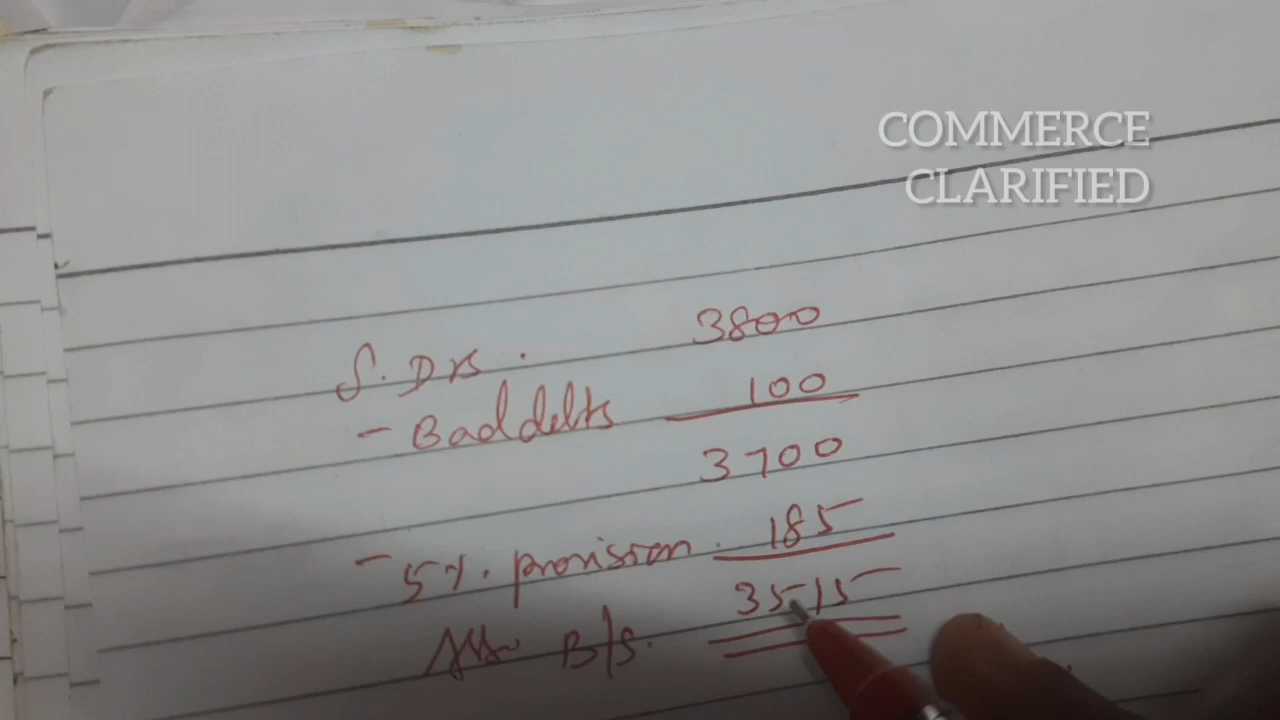 COMMERCE
CLARIFIED
S. Drs. 3800
- Bad debts 100
3700
- 5%. provision. 185
3515
B/S.